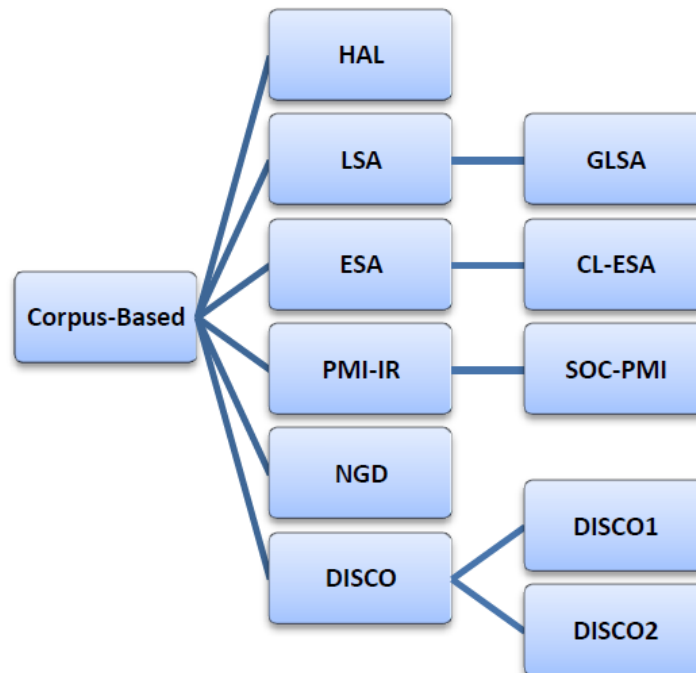 HAL
LSA
GLSA
ESA
CL-ESA
Corpus-Based
PMI-IR
SOC-PMI
NGD
DISCO
DISCO1
DISCO2